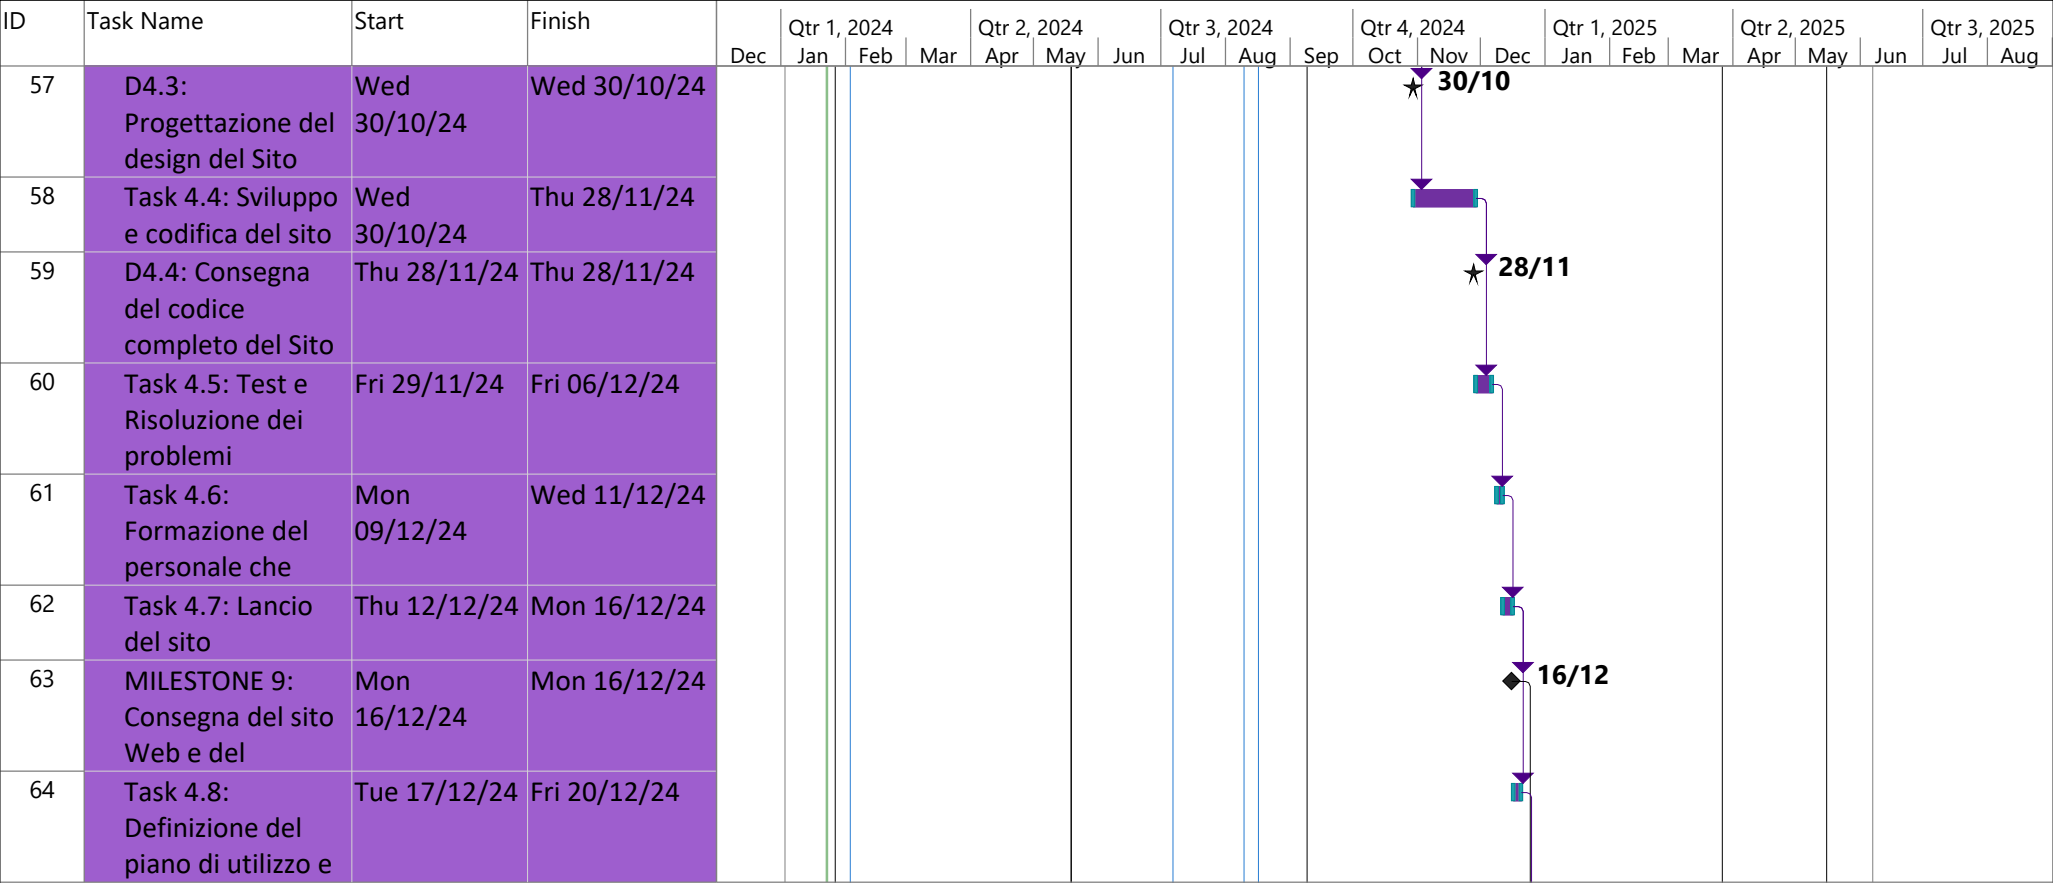 ID Task Name Start Finish
Qtr 1, 2024 Qtr 2, 2024 Qtr 3, 2024 Qtr 4, 2024 Qtr 1, 2025 Qtr 2, 2025 Qtr 3, 2025
Dec Jan Feb Mar Apr May Jun Jul Aug Sep Oct Nov Dec Jan Feb Mar Apr May Jun Jul Aug
57 D4.3: Wed Wed 30/10/24 30/10
Progettazione del 30/10/24
design del Sito
58 Task 4.4: Sviluppo Wed Thu 28/11/24
e codifica del sito 30/10/24
59 D4.4: Consegna Thu 28/11/24 Thu 28/11/24 28/11
del codice
completo del Sito
60 Task 4.5: Test e Fri 29/11/24 Fri 06/12/24
Risoluzione dei
problemi
61 Task 4.6: Mon Wed 11/12/24
Formazione del 09/12/24
personale che
62 Task 4.7: Lancio Thu 12/12/24 Mon 16/12/24
del sito
63 MILESTONE 9: Mon Mon 16/12/24 16/12
Consegna del sito 16/12/24
Web e del
64 Task 4.8: Tue 17/12/24 Fri 20/12/24
Definizione del
piano di utilizzo e